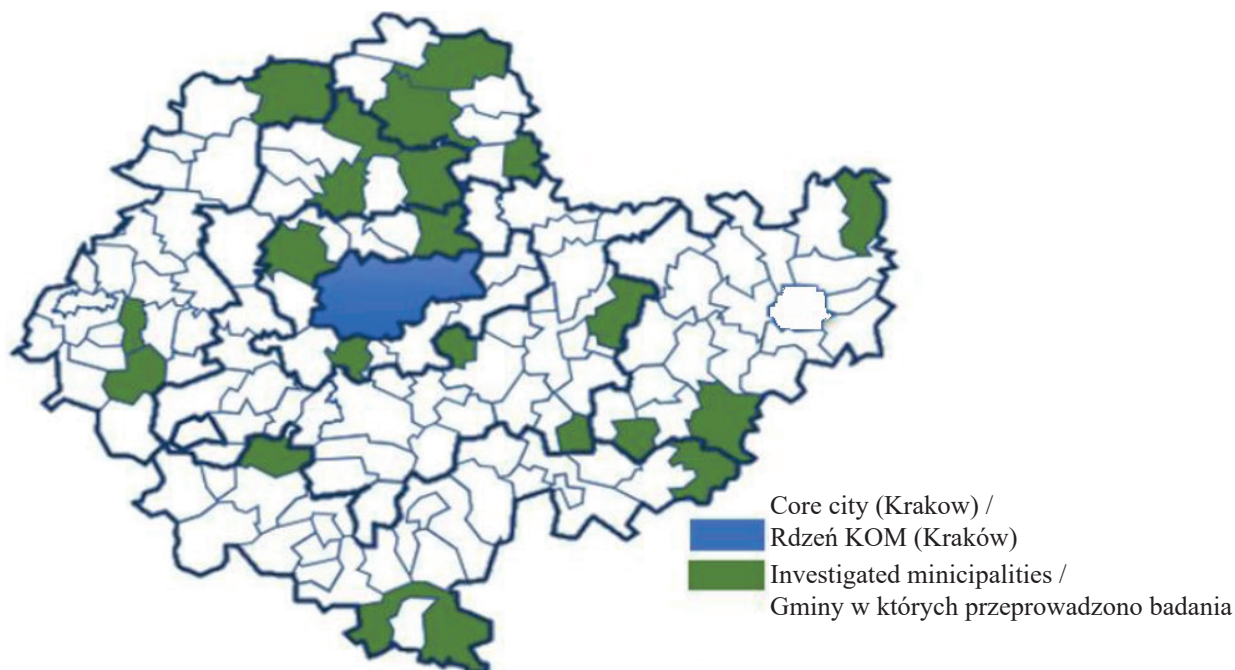 Core city (Krakow) /
Rdzeń KOM (Kraków)
Investigated minicipalities /
Gminy w których przeprowadzono badania